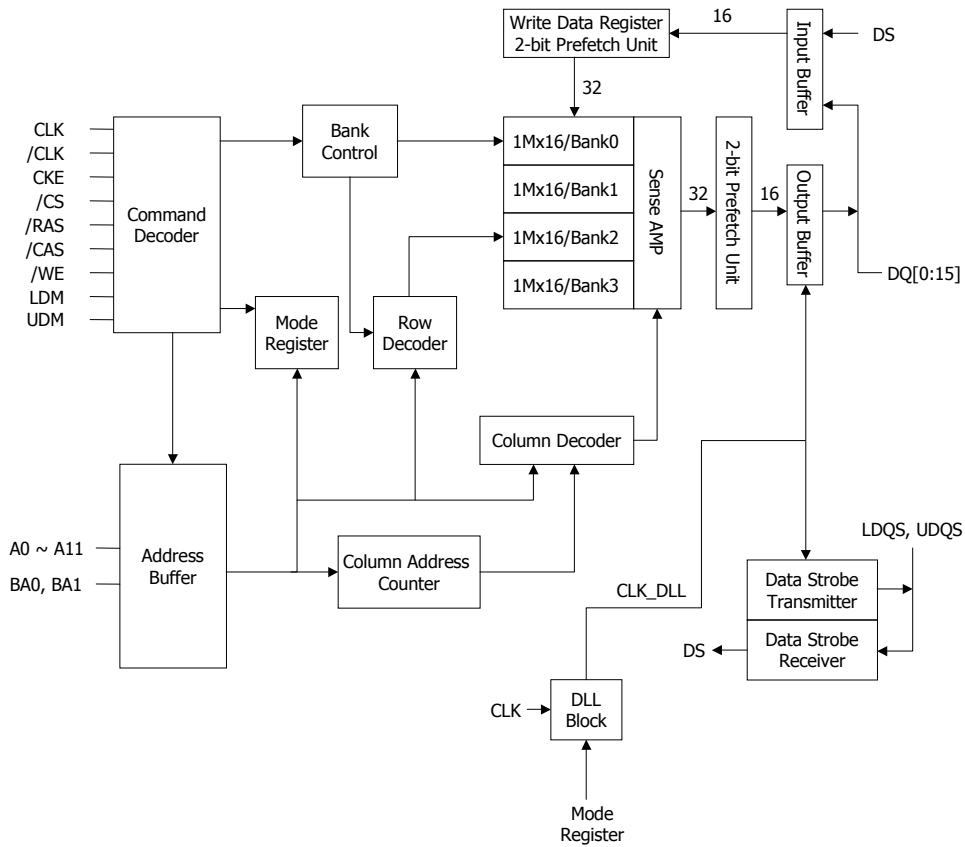 Write Data Register
2-bit Prefetch Unit
16
Input Buffer
DS
32
CLK
/CLK
CKE
/CS
/RAS
/CAS
/WE
LDM
UDM
Command
Decoder
Bank
Control
1Mx16/Bank0
1Mx16/Bank1
1Mx16/Bank2
1Mx16/Bank3
Sense AMP
32
2-bit Prefetch Unit
16
Output Buffer
DQ[0:15]
Mode
Register
Row
Decoder
Column Decoder
A0 ~ A11
BA0, BA1
Address
Buffer
Column Address
Counter
CLK_DLL
LDQS, UDQS
Data Strobe
Transmitter
Data Strobe
Receiver
DS
CLK
DLL
Block
Mode
Register